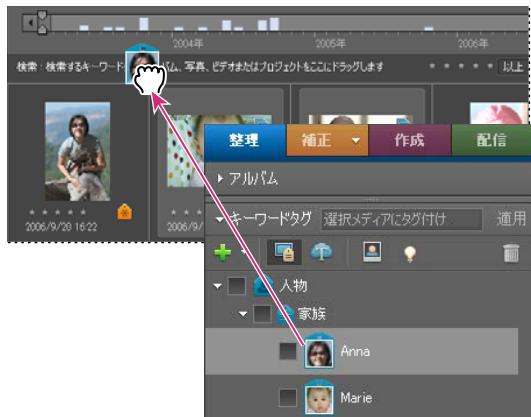 2004年 2005年 2006年
検索：検索するキーワード ム、写真、ビデオまたはプロジェクトをここにドラッグします 以上
整理 補正 作成 配信
アルバム
キーワードタグ 選択メディアにタグ付け 適用
2006/9/28 16:22 2006/9/
人物
家族
Anna
Marie